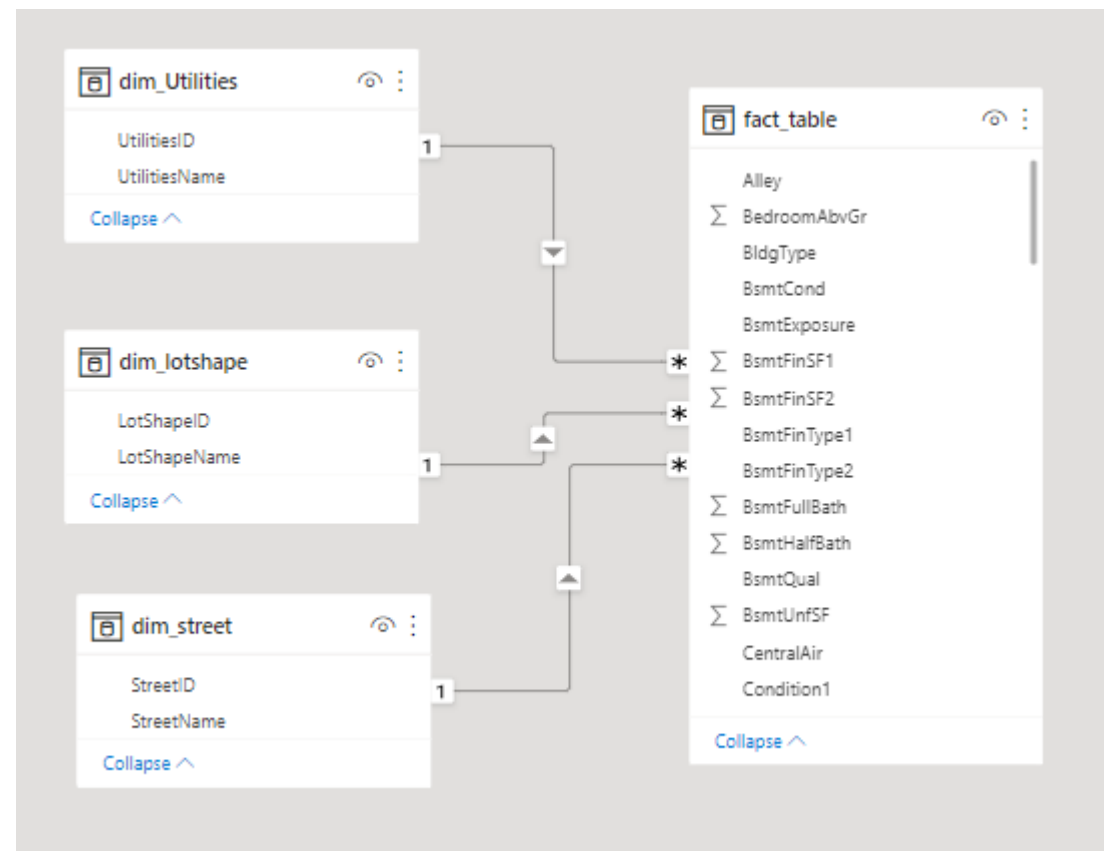 dim_Utilities
UtilitiesID
UtilitiesName
Collapse
1
dim_lotshape
LotShapeID
LotShapeName
Collapse
1
dim_street
StreetID
StreetName
Collapse
1
fact_table
Alley
∑ BedroomAbvGr
BldgType
BsmtCond
BsmtExposure
* ∑ BsmtFinSF1
* ∑ BsmtFinSF2
BsmtFinType1
* BsmtFinType2
∑ BsmtFullBath
∑ BsmtHalfBath
BsmtQual
∑ BsmtUnfSF
CentralAir
Condition1
Collapse